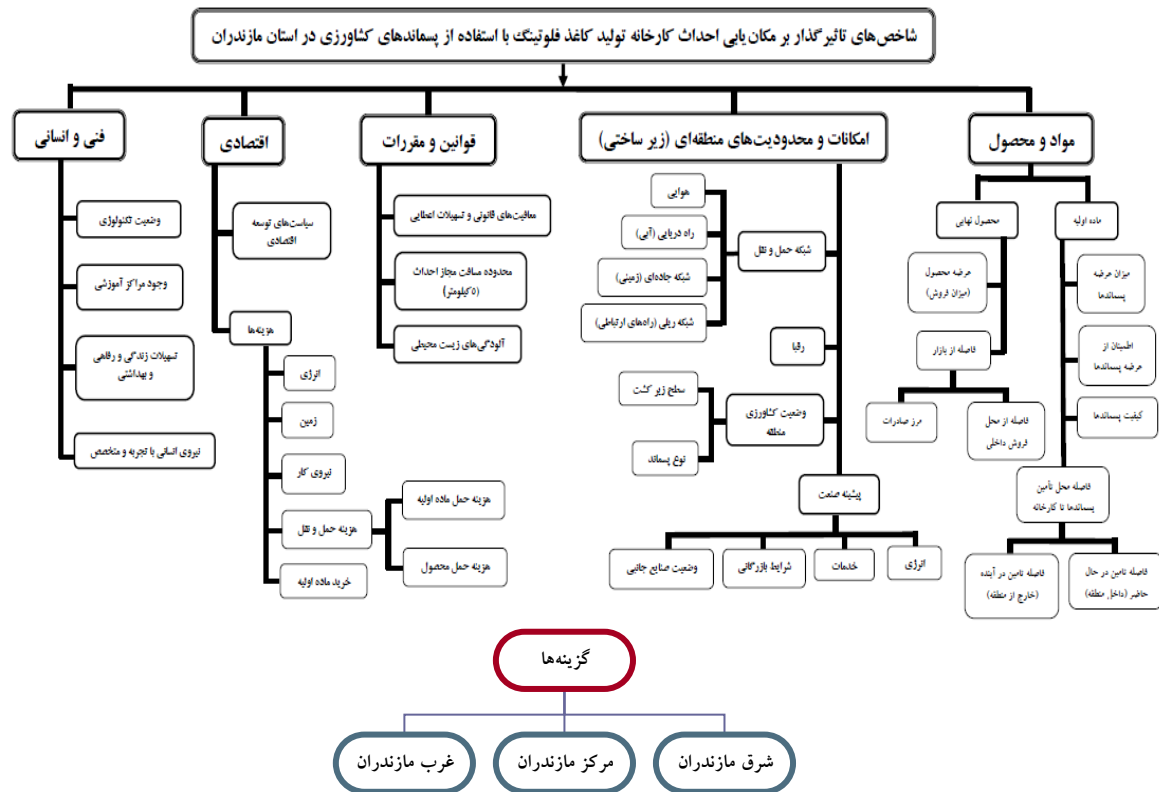 شاخص‌های تاثیرگذار بر مکان‌یابی احداث کارخانه تولید کاغذ فلوتینگ با استفاده از پسماندهای کشاورزی در استان مازندران
مواد و محصول
امکانات و محدودیت‌های منطقه‌ای (زیر ساختی)
قوانین و مقررات
اقتصادی
فنی و انسانی
ماده اولیه
میزان عرضه
پسماندها
اطمینان از
عرضه پسماندها
کیفیت پسماندها
فاصله محل تأمین
پسماندها تا کارخانه
فاصله تامین در حال
حاضر (داخل منطقه)
فاصله تامین در آینده
(خارج از منطقه)
محصول نهایی
عرضه محصول
(میزان فروش)
فاصله از بازار
فاصله از محل
فروش داخلی
مرز صادرات
شبکه حمل و نقل
هوایی
راه دریایی (آبی)
شبکه جاده‌ای (زمینی)
شبکه ریلی (راه‌های ارتباطی)
رقبا
وضعیت کشاورزی
منطقه
سطح زیر کشت
نوع پسماند
پیشینه صنعت
انرژی
خدمات
شرایط بازرگانی
وضعیت صنایع جانبی
معافیت‌های قانونی و تسهیلات اعطایی
محدوده مسافت مجاز احداث
(۵کیلومتر)
آلودگی‌های زیست محیطی
سیاست‌های توسعه
اقتصادی
هزینه‌ها
انرژی
زمین
نیروی کار
هزینه حمل و نقل
هزینه حمل ماده اولیه
هزینه حمل محصول
خرید ماده اولیه
وضعیت تکنولوژی
وجود مراکز آموزشی
تسهیلات زندگی و رفاهی
و بهداشتی
نیروی انسانی با تجربه و متخصص
گزینه‌ها
شرق مازندران
مرکز مازندران
غرب مازندران